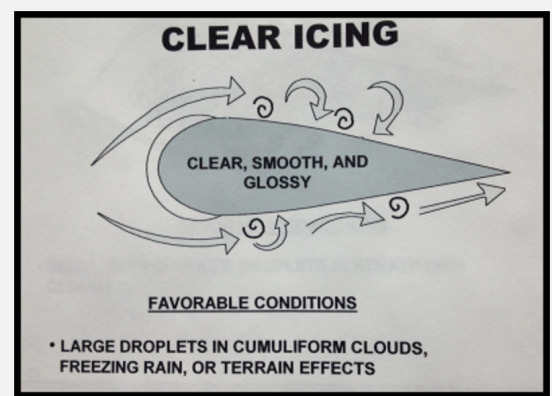 CLEAR ICING
CLEAR, SMOOTH, AND
GLOSSY
FAVORABLE CONDITIONS
• LARGE DROPLETS IN CUMULIFORM CLOUDS,
FREEZING RAIN, OR TERRAIN EFFECTS